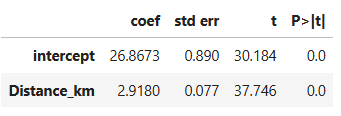 coef std err t P>|t|
intercept 26.8673 0.890 30.184 0.0
Distance_km 2.9180 0.077 37.746 0.0